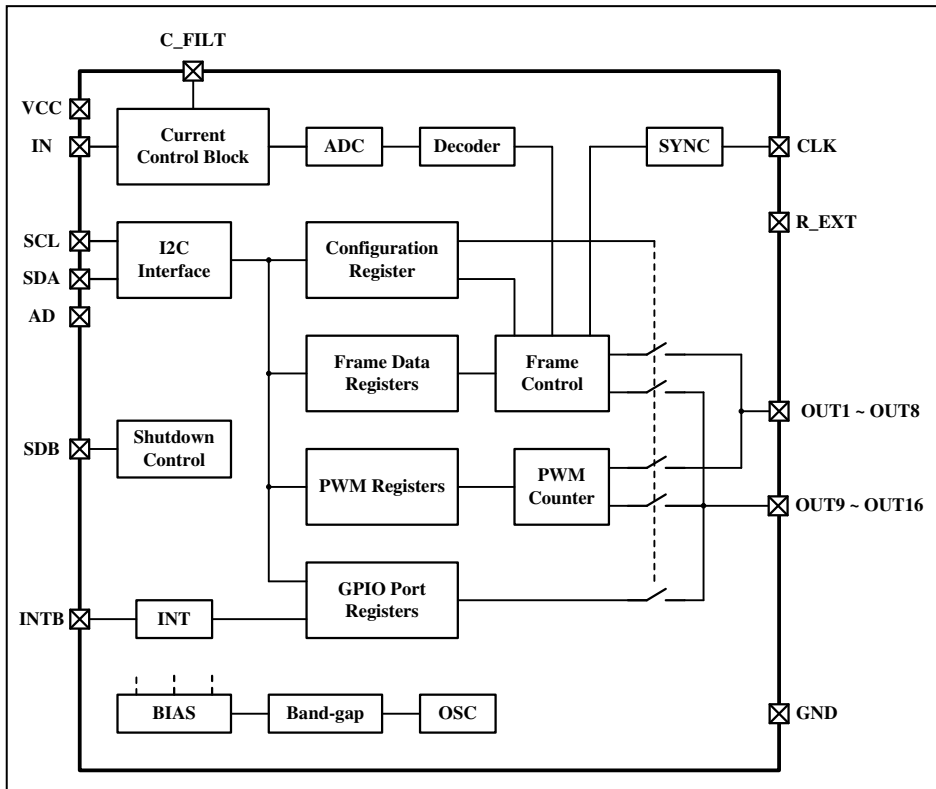 C_FILT
VCC
IN
Current
Control Block
ADC
Decoder
SYNC
CLK
R_EXT
SCL
SDA
I2C
Interface
Configuration
Register
AD
Frame Data
Registers
Frame
Control
OUT1 ~ OUT8
SDB
Shutdown
Control
PWM Registers
PWM
Counter
OUT9 ~ OUT16
GPIO Port
Registers
INTB
INT
BIAS
Band-gap
OSC
GND